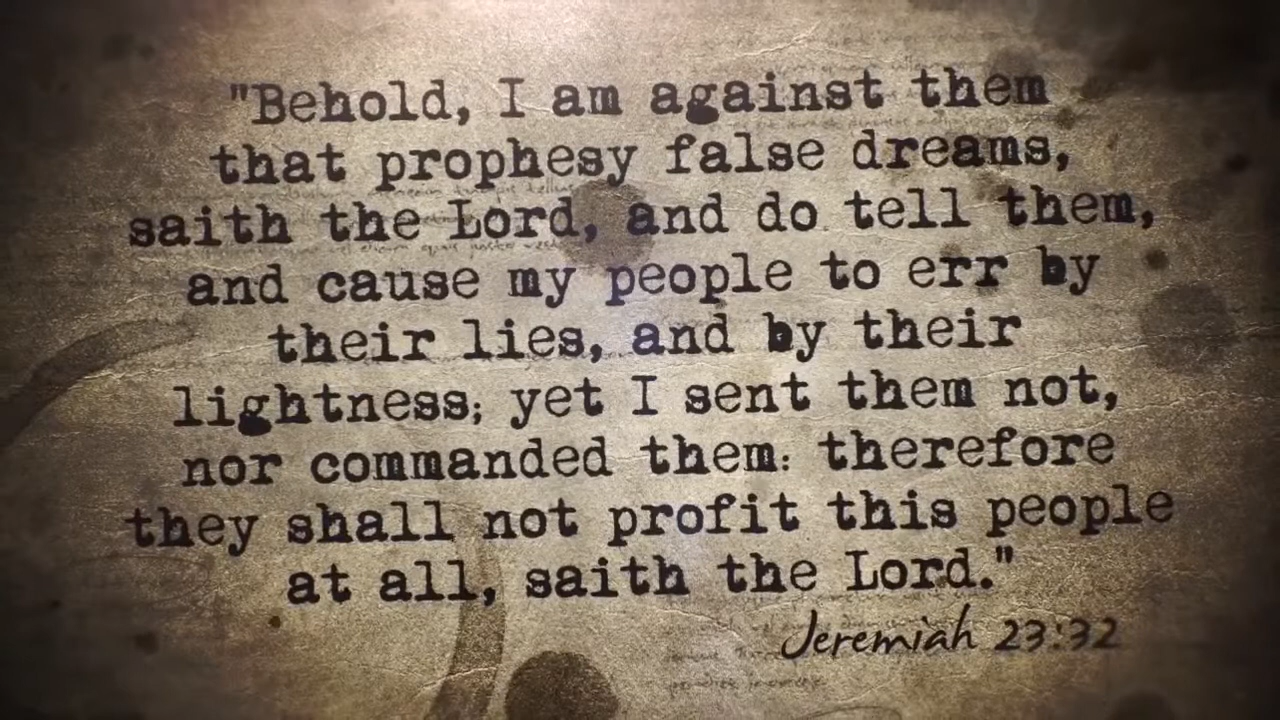 "Behold, I am against them
that prophesy false dreams,
saith the Lord, and do tell them,
and cause my people to err by
their lies, and by their
lightness; yet I sent them not,
nor commanded them: therefore
they shall not profit this people
at all, saith the Lord."
Jeremiah 23:32